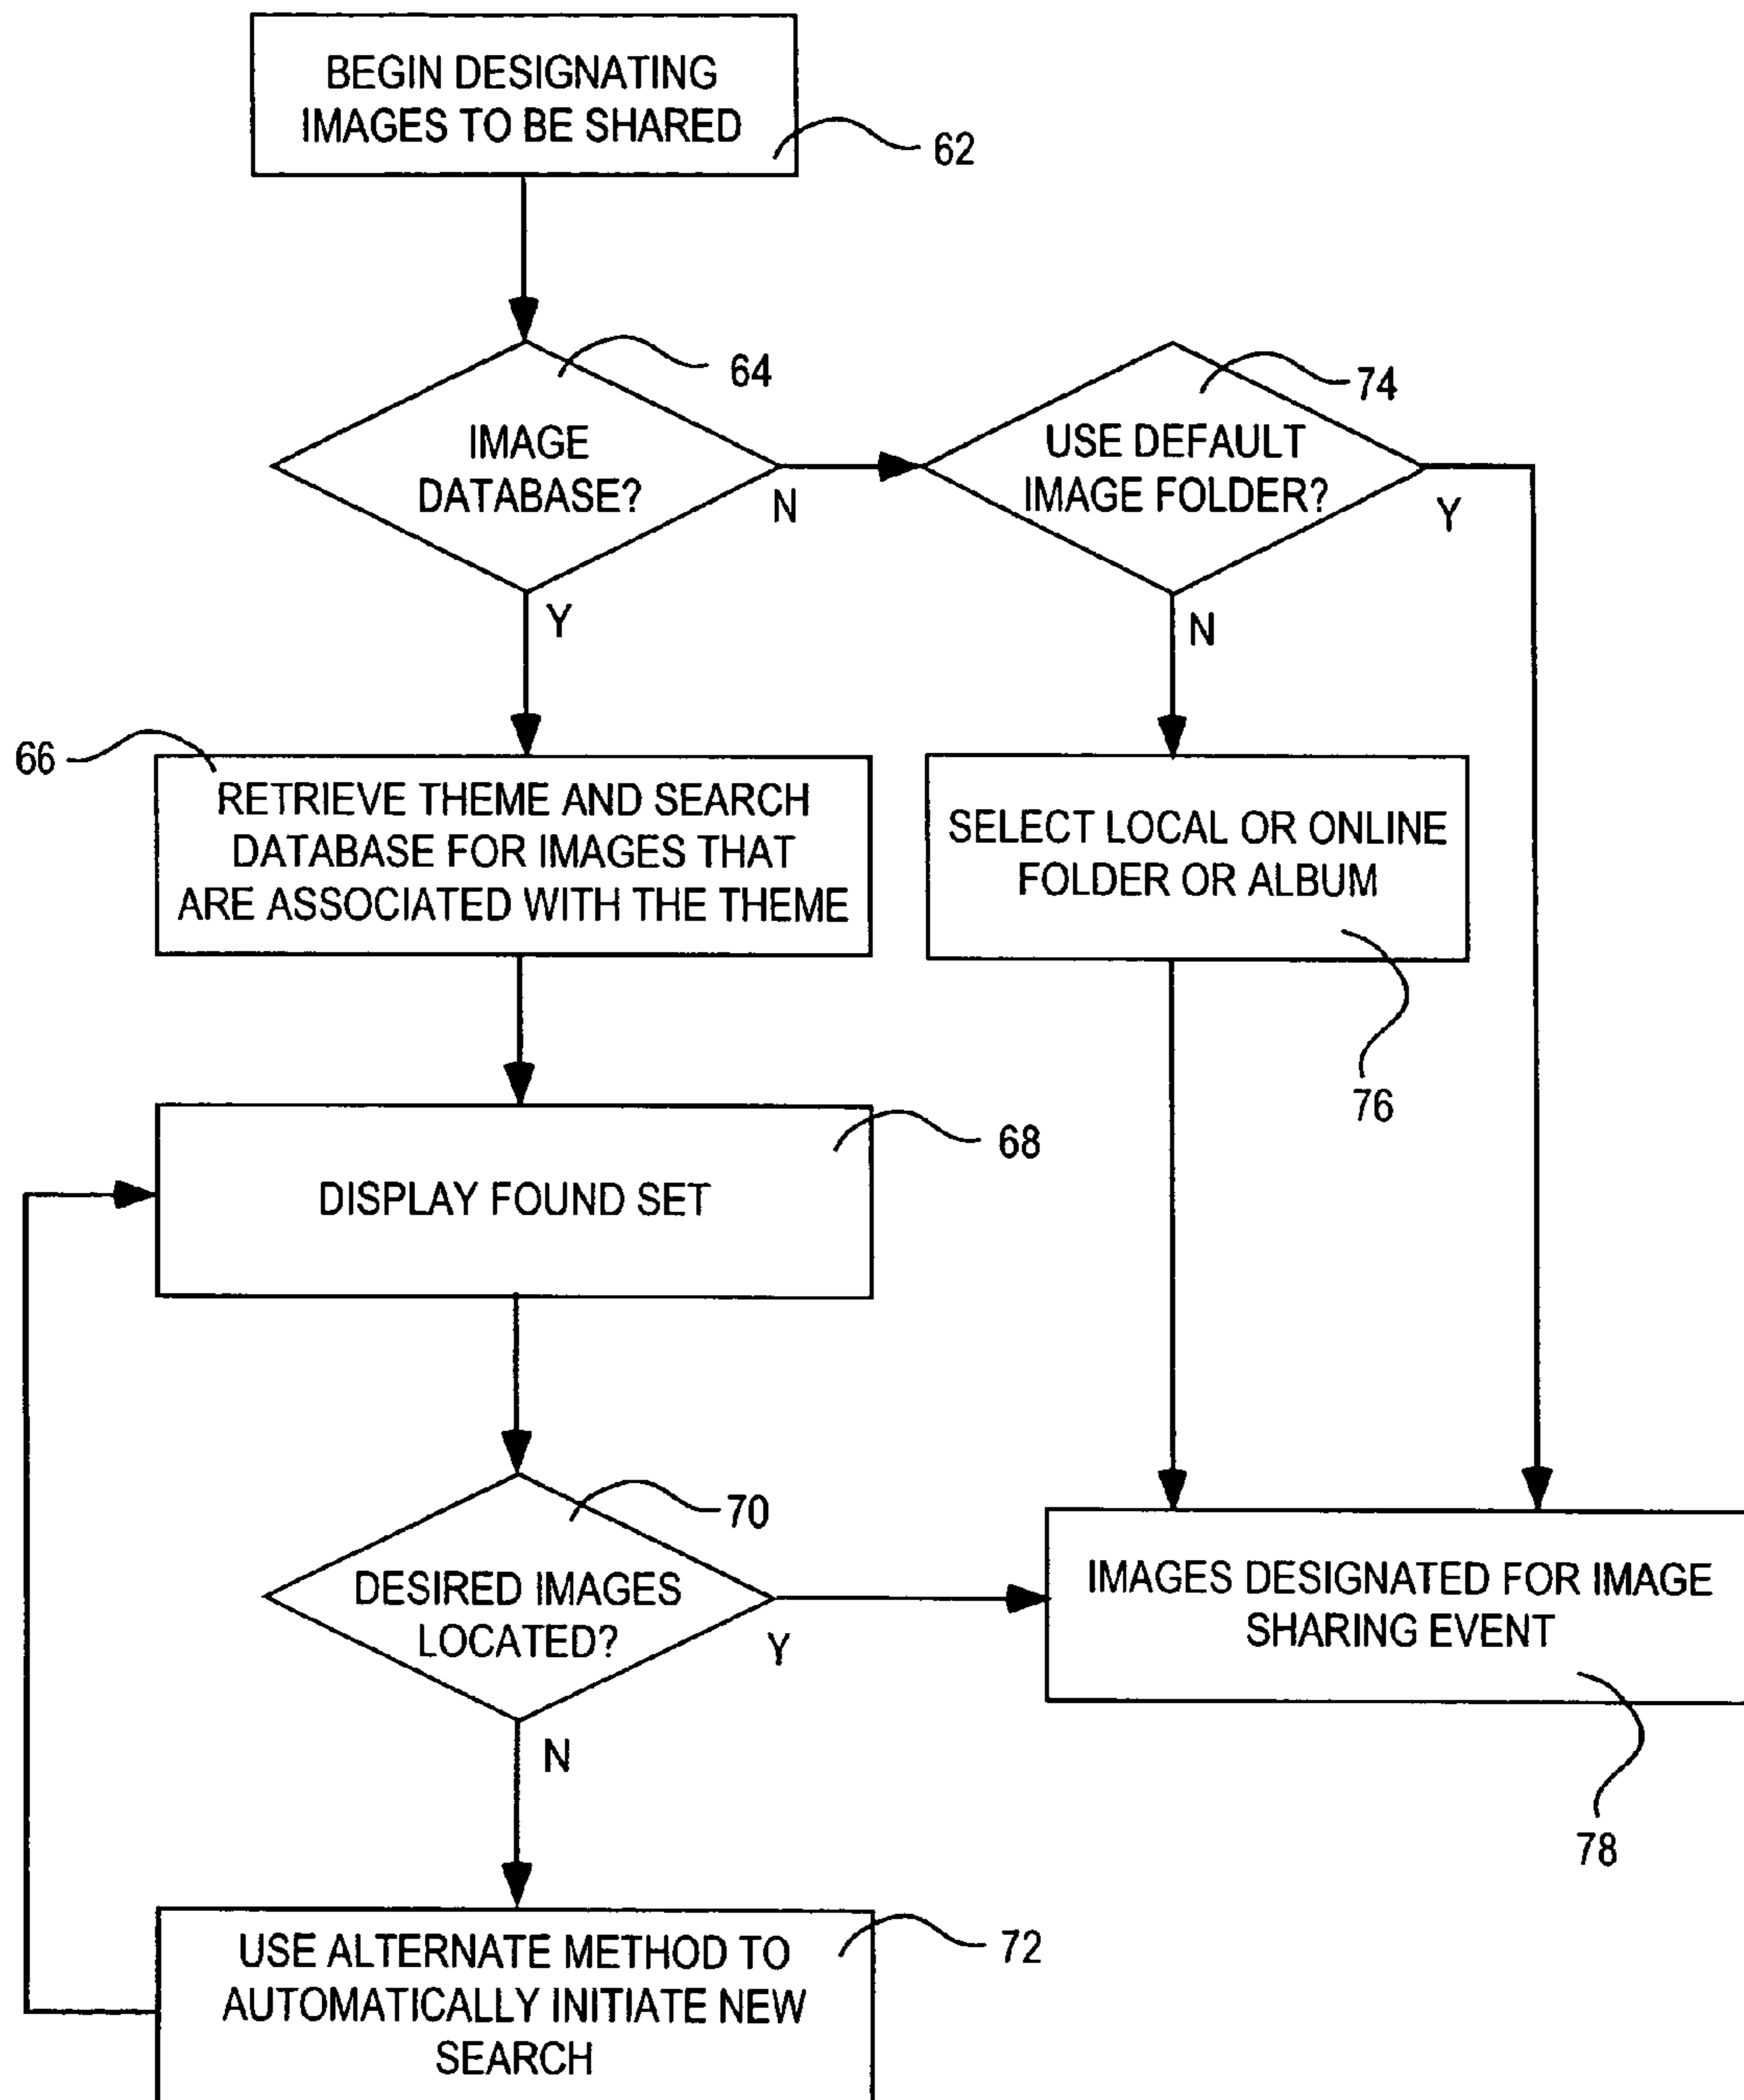 BEGIN DESIGNATING
IMAGES TO BE SHARED
62
64
IMAGE
DATABASE?
N
Y
74
USE DEFAULT
IMAGE FOLDER?
Y
N
66
RETRIEVE THEME AND SEARCH
DATABASE FOR IMAGES THAT
ARE ASSOCIATED WITH THE THEME
SELECT LOCAL OR ONLINE
FOLDER OR ALBUM
76
68
DISPLAY FOUND SET
70
DESIRED IMAGES
LOCATED?
Y
N
IMAGES DESIGNATED FOR IMAGE
SHARING EVENT
78
72
USE ALTERNATE METHOD TO
AUTOMATICALLY INITIATE NEW
SEARCH